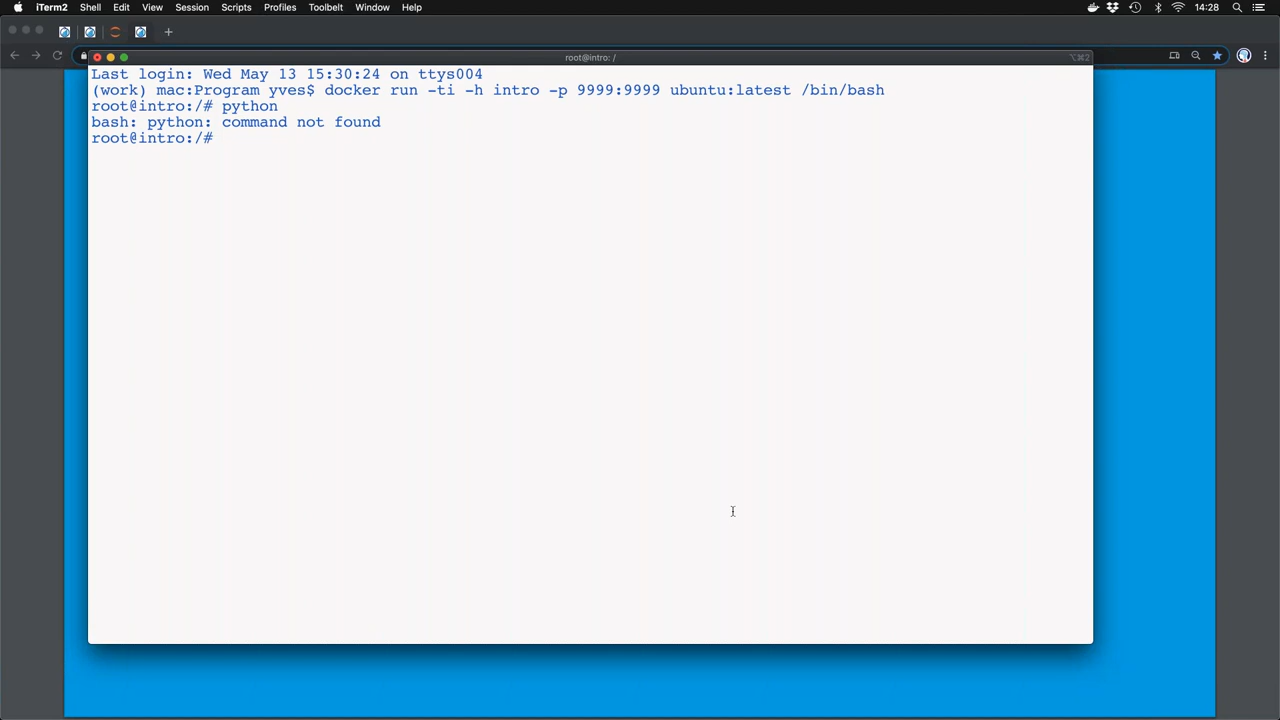 iTerm2 Shell Edit View Session Scripts Profiles Toolbelt Window Help 14:28
root@intro: /
⌥⌘2
Last login: Wed May 13 15:30:24 on ttys004
(work) mac:Program yves$ docker run -ti -h intro -p 9999:9999 ubuntu:latest /bin/bash
root@intro:/# python
bash: python: command not found
root@intro:/#